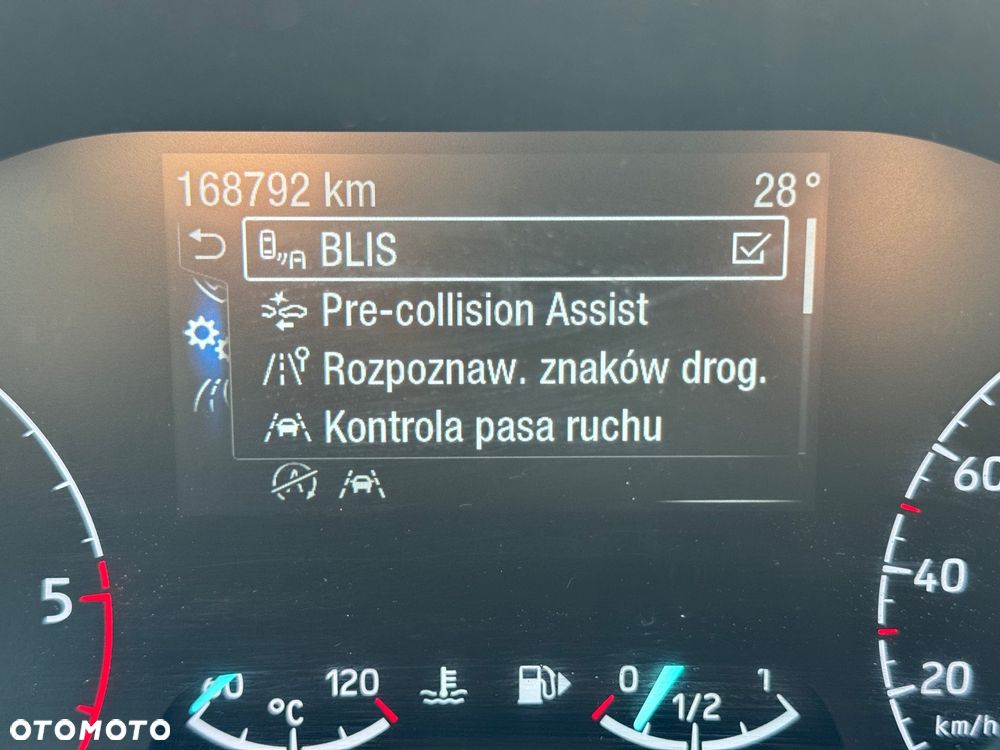 168792 km 28°
BLIS
Pre-collision Assist
Rozpoznaw. znaków drog.
Kontrola pasa ruchu
5
60
40
20
km/h
60 120
°C
0 1/2 1
OTOMOTO